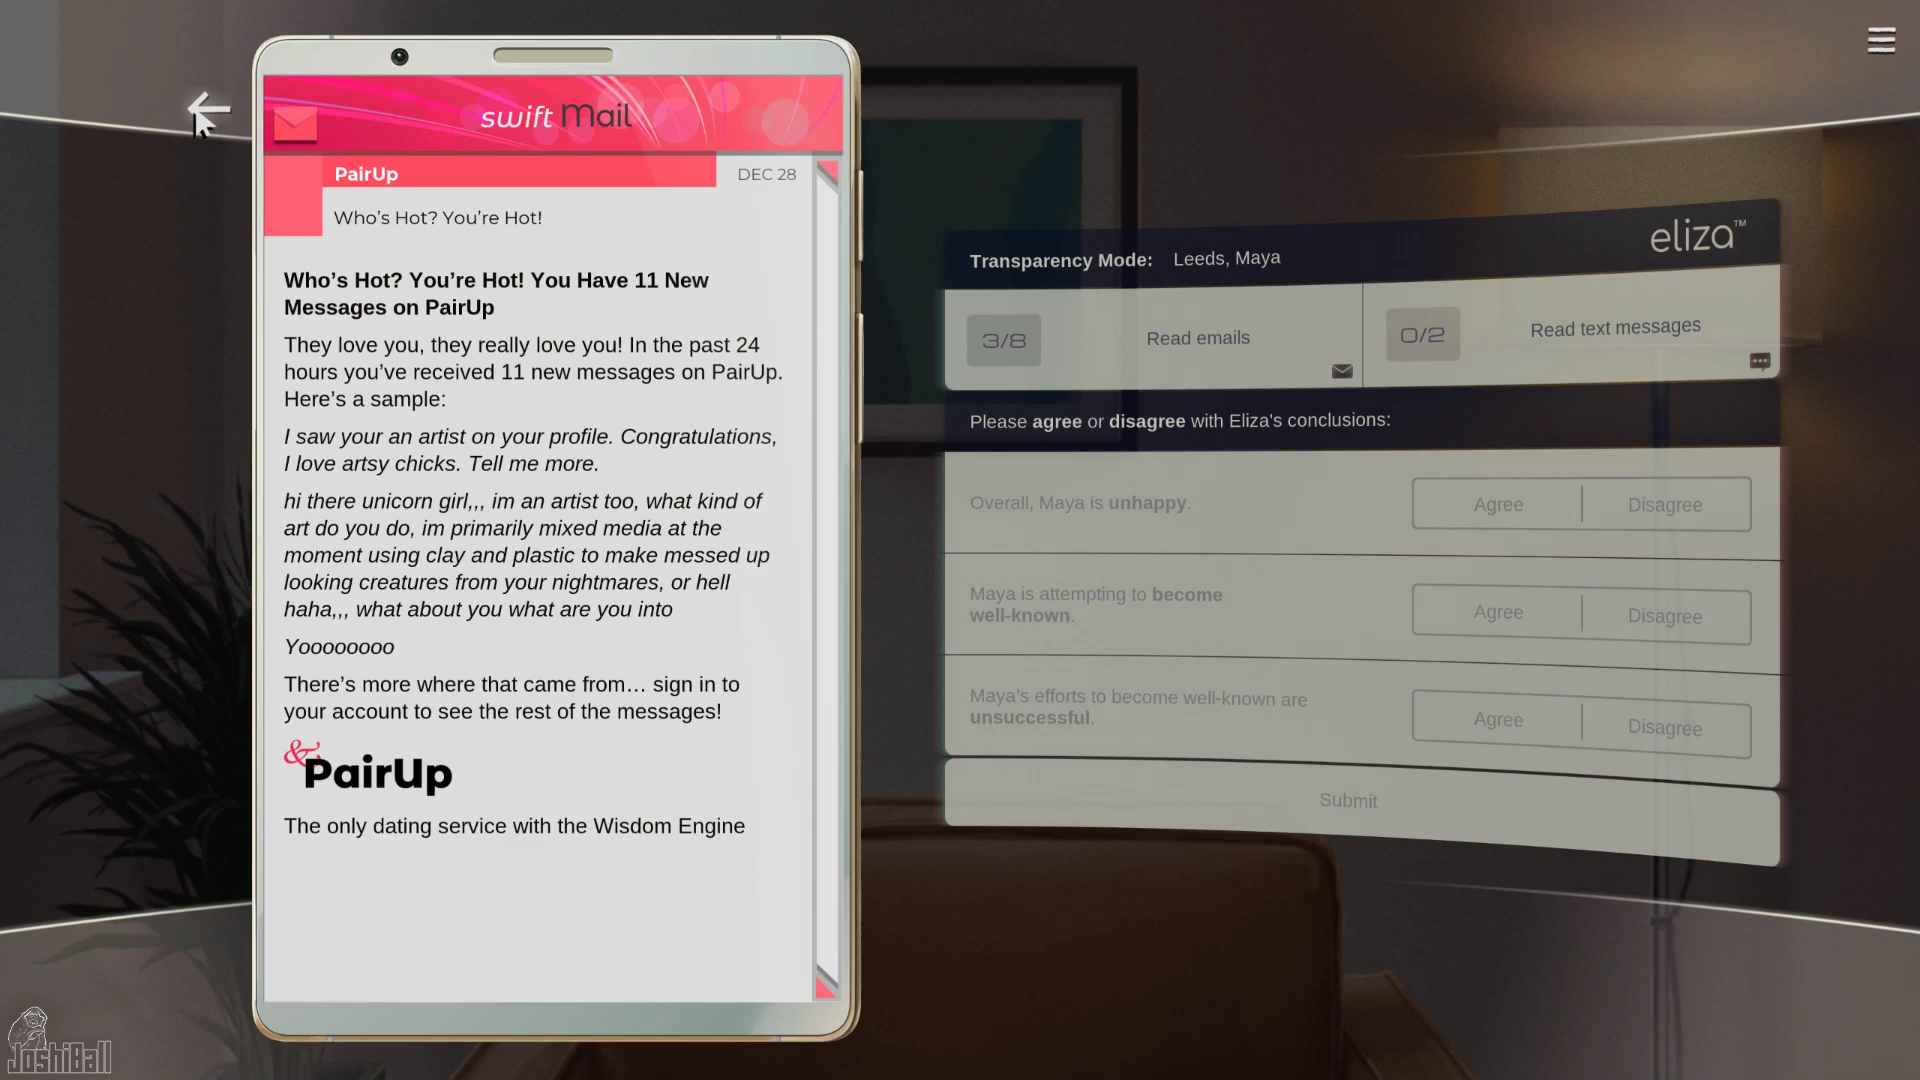 swift Mail
PairUp
DEC 28
Who's Hot? You're Hot!
Who's Hot? You're Hot! You Have 11 New
Messages on PairUp
They love you, they really love you! In the past 24
hours you've received 11 new messages on PairUp.
Here's a sample:
I saw your an artist on your profile. Congratulations,
I love artsy chicks. Tell me more.
hi there unicorn girl,,, im an artist too, what kind of
art do you do, im primarily mixed media at the
moment using clay and plastic to make messed up
looking creatures from your nightmares, or hell
haha,,, what about you what are you into
Yoooooooo
There's more where that came from… sign in to
your account to see the rest of the messages!
& PairUp
The only dating service with the Wisdom Engine
eliza™
Transparency Mode: Leeds, Maya
3/8 Read emails
0/2 Read text messages
Please agree or disagree with Eliza's conclusions:
Overall, Maya is unhappy.
Agree Disagree
Maya is attempting to become
well-known.
Agree Disagree
Maya's efforts to become well-known are
unsuccessful.
Agree Disagree
Submit
JoshiBall